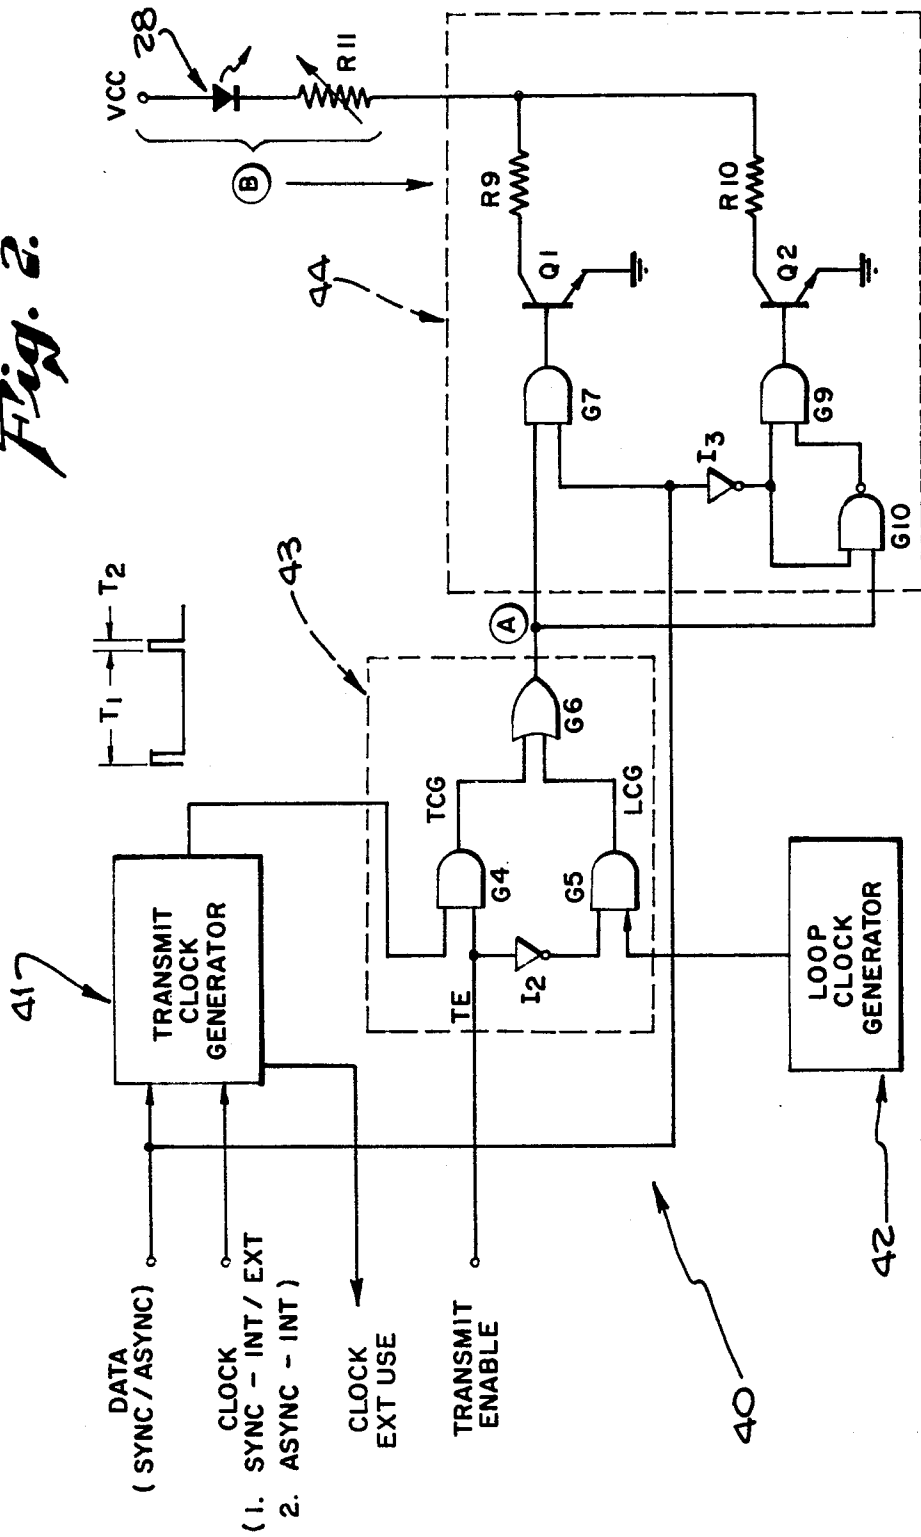 Fig. 2.
41
TRANSMIT
CLOCK
GENERATOR
T1
T2
VCC
28
R11
B
DATA
(SYNC/ASYNC)
CLOCK
(1. SYNC - INT/EXT
2. ASYNC - INT)
CLOCK
EXT USE
TRANSMIT
ENABLE
43
TE
I2
G4
TCG
G5
LCG
G6
A
44
G7
Q1
R9
I3
G10
G9
Q2
R10
LOOP
CLOCK
GENERATOR
42
40